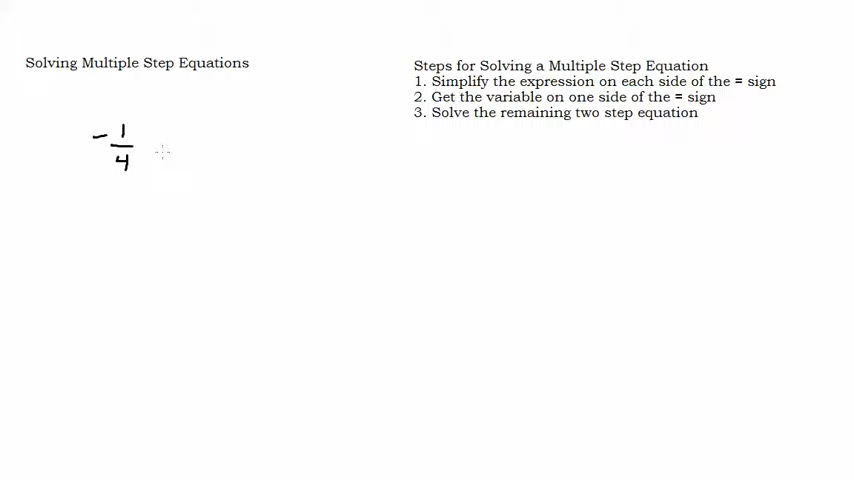 Solving Multiple Step Equations
Steps for Solving a Multiple Step Equation
1. Simplify the expression on each side of the = sign
2. Get the variable on one side of the = sign
3. Solve the remaining two step equation
- 1
4